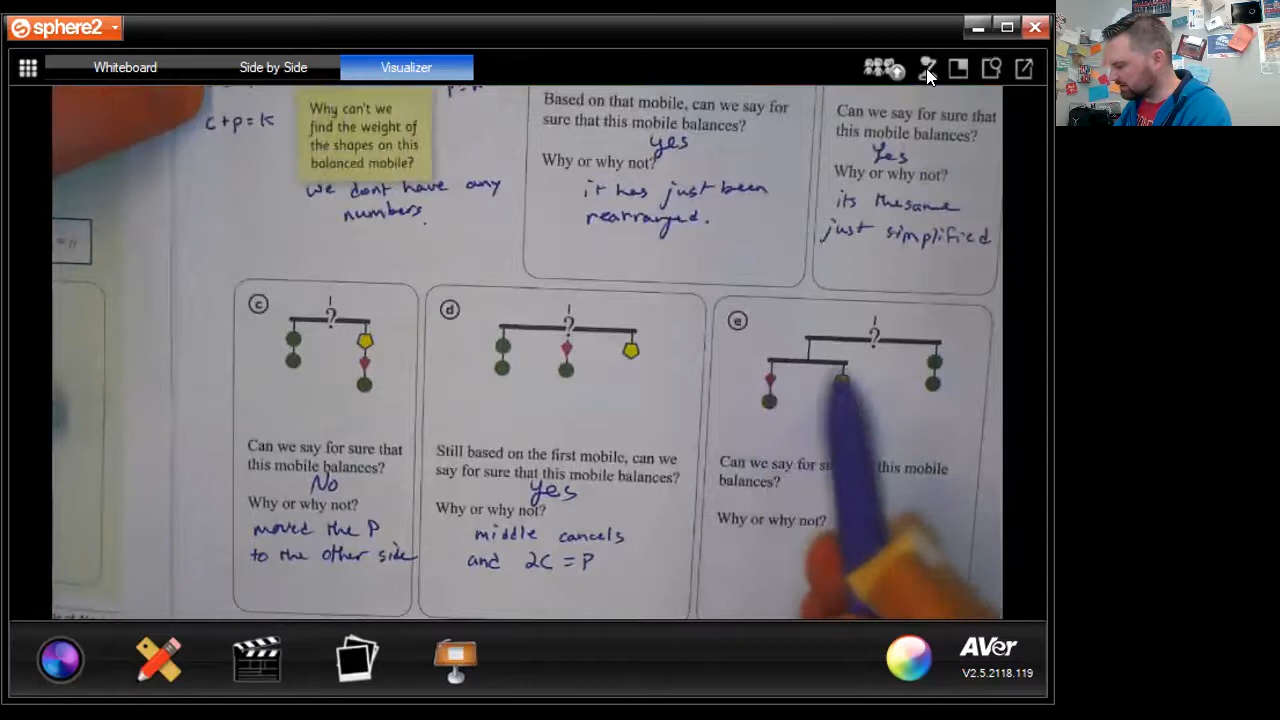 sphere2
Whiteboard
Side by Side
Visualizer
c+p=k
Why can't we
find the weight of
the shapes on this
balanced mobile?
we dont have any
numbers.
Based on that mobile, can we say for
sure that this mobile balances?
yes
Why or why not?
it has just been
rearranged.
Can we say for sure that
this mobile balances?
Yes
Why or why not?
its the same
just simplified
c
?
Can we say for sure that
this mobile balances?
No
Why or why not?
moved the P
to the other side
d
?
Still based on the first mobile, can we
say for sure that this mobile balances?
yes
Why or why not?
middle cancels
and 2C = P
e
?
Can we say for this mobile
balances?
Why or why not?
AVer
V2.5.2118.119